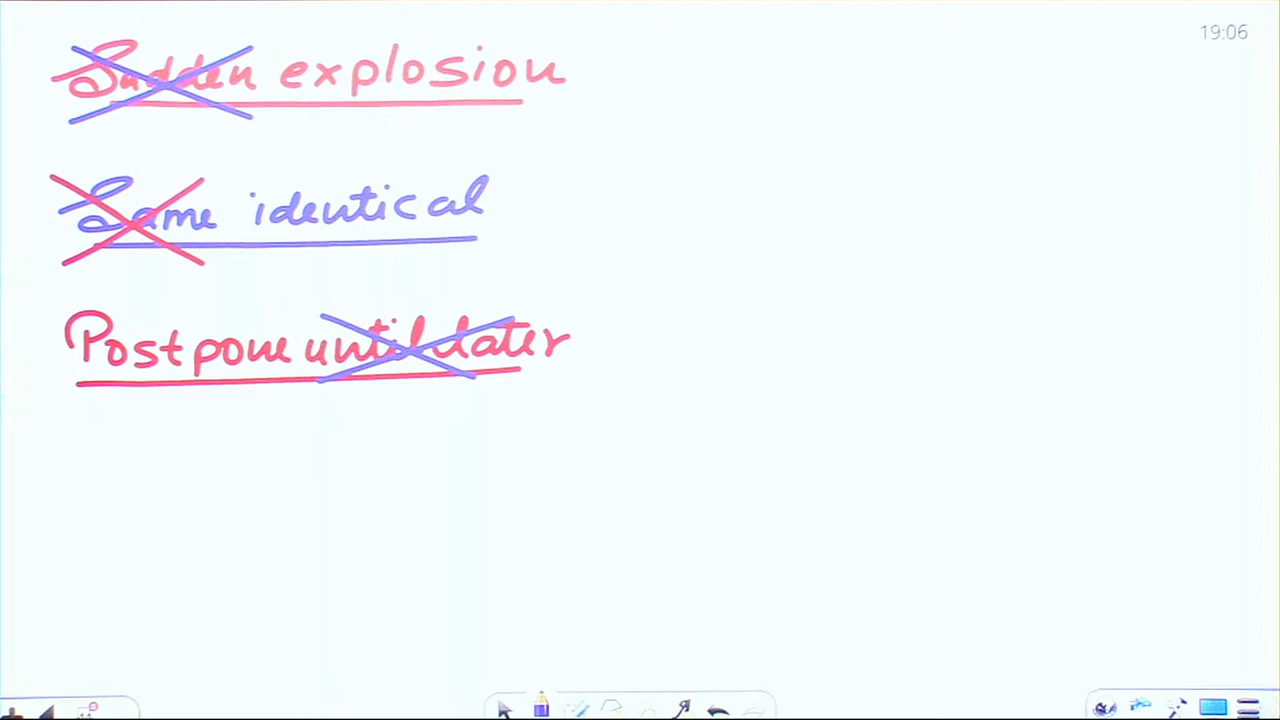 19:06
Sudden explosion
Same identical
Postpone until later